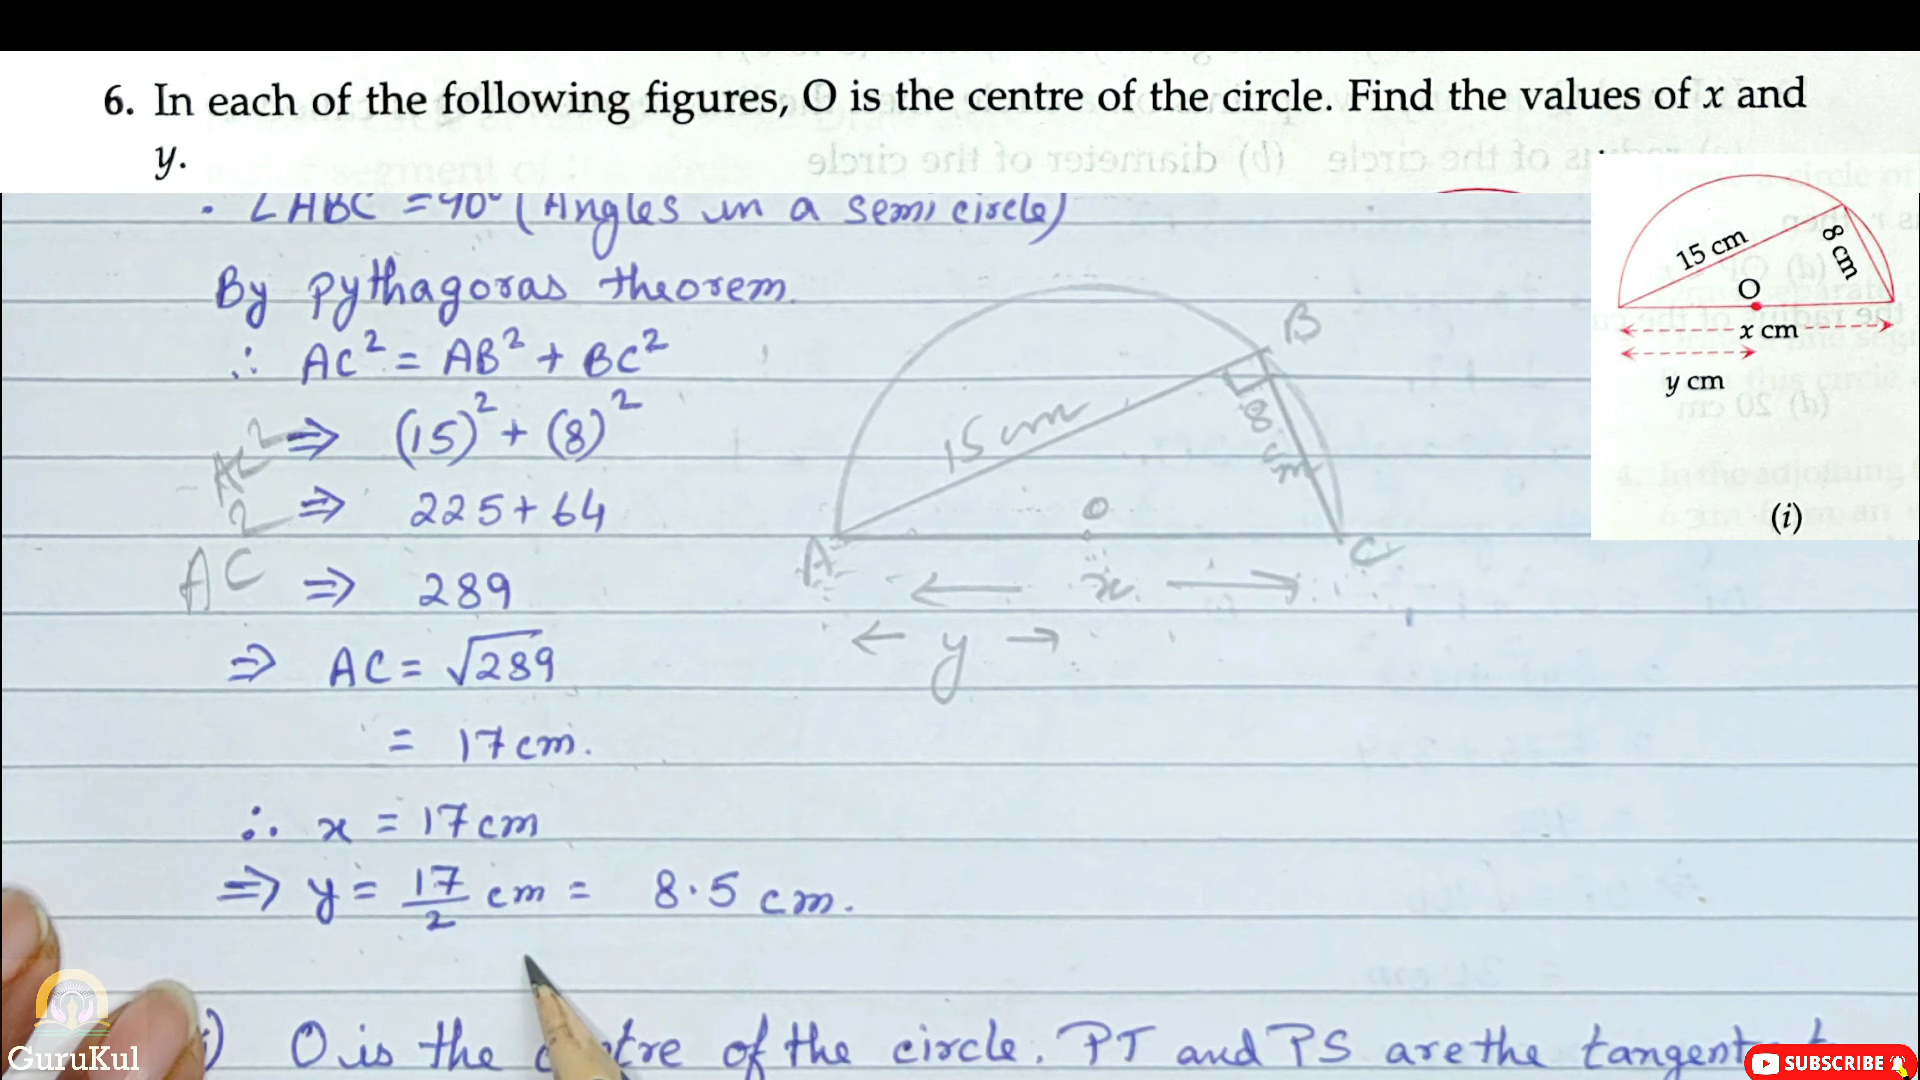 6. In each of the following figures, O is the centre of the circle. Find the values of x and
y.
∠ABC = 90° (Angles in a semi circle)
By pythagoras theorem.
∴ AC² = AB² + BC²
AC² ⇒ (15)² + (8)²
AC² ⇒ 225 + 64
⇒ 289
⇒ AC = √289
= 17 cm.
∴ x = 17 cm
⇒ y = 17/2 cm = 8.5 cm.
O is the centre of the circle. PT and PS are the tangent
A
B
C
O
15 cm
8 cm
x
y
15 cm
8 cm
O
x cm
y cm
(i)
GuruKul
SUBSCRIBE